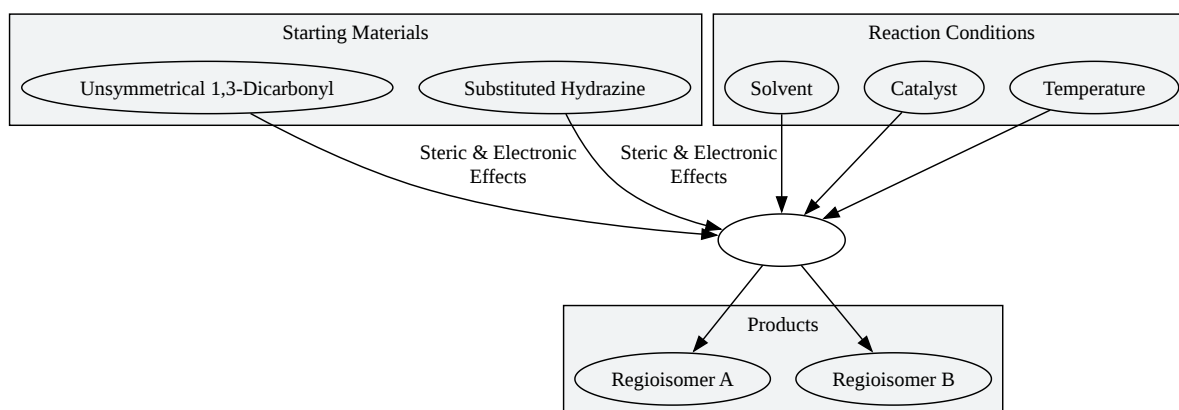 Starting Materials
Reaction Conditions
Unsymmetrical 1,3-Dicarbonyl
Substituted Hydrazine
Solvent
Catalyst
Temperature
Steric & Electronic
Effects
Steric & Electronic
Effects
Products
Regioisomer A
Regioisomer B